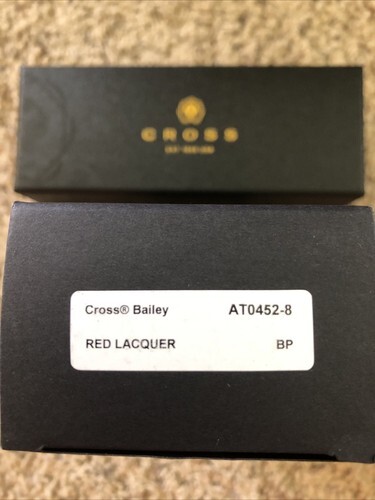 CROSS
Cross® Bailey AT0452-8
RED LACQUER BP